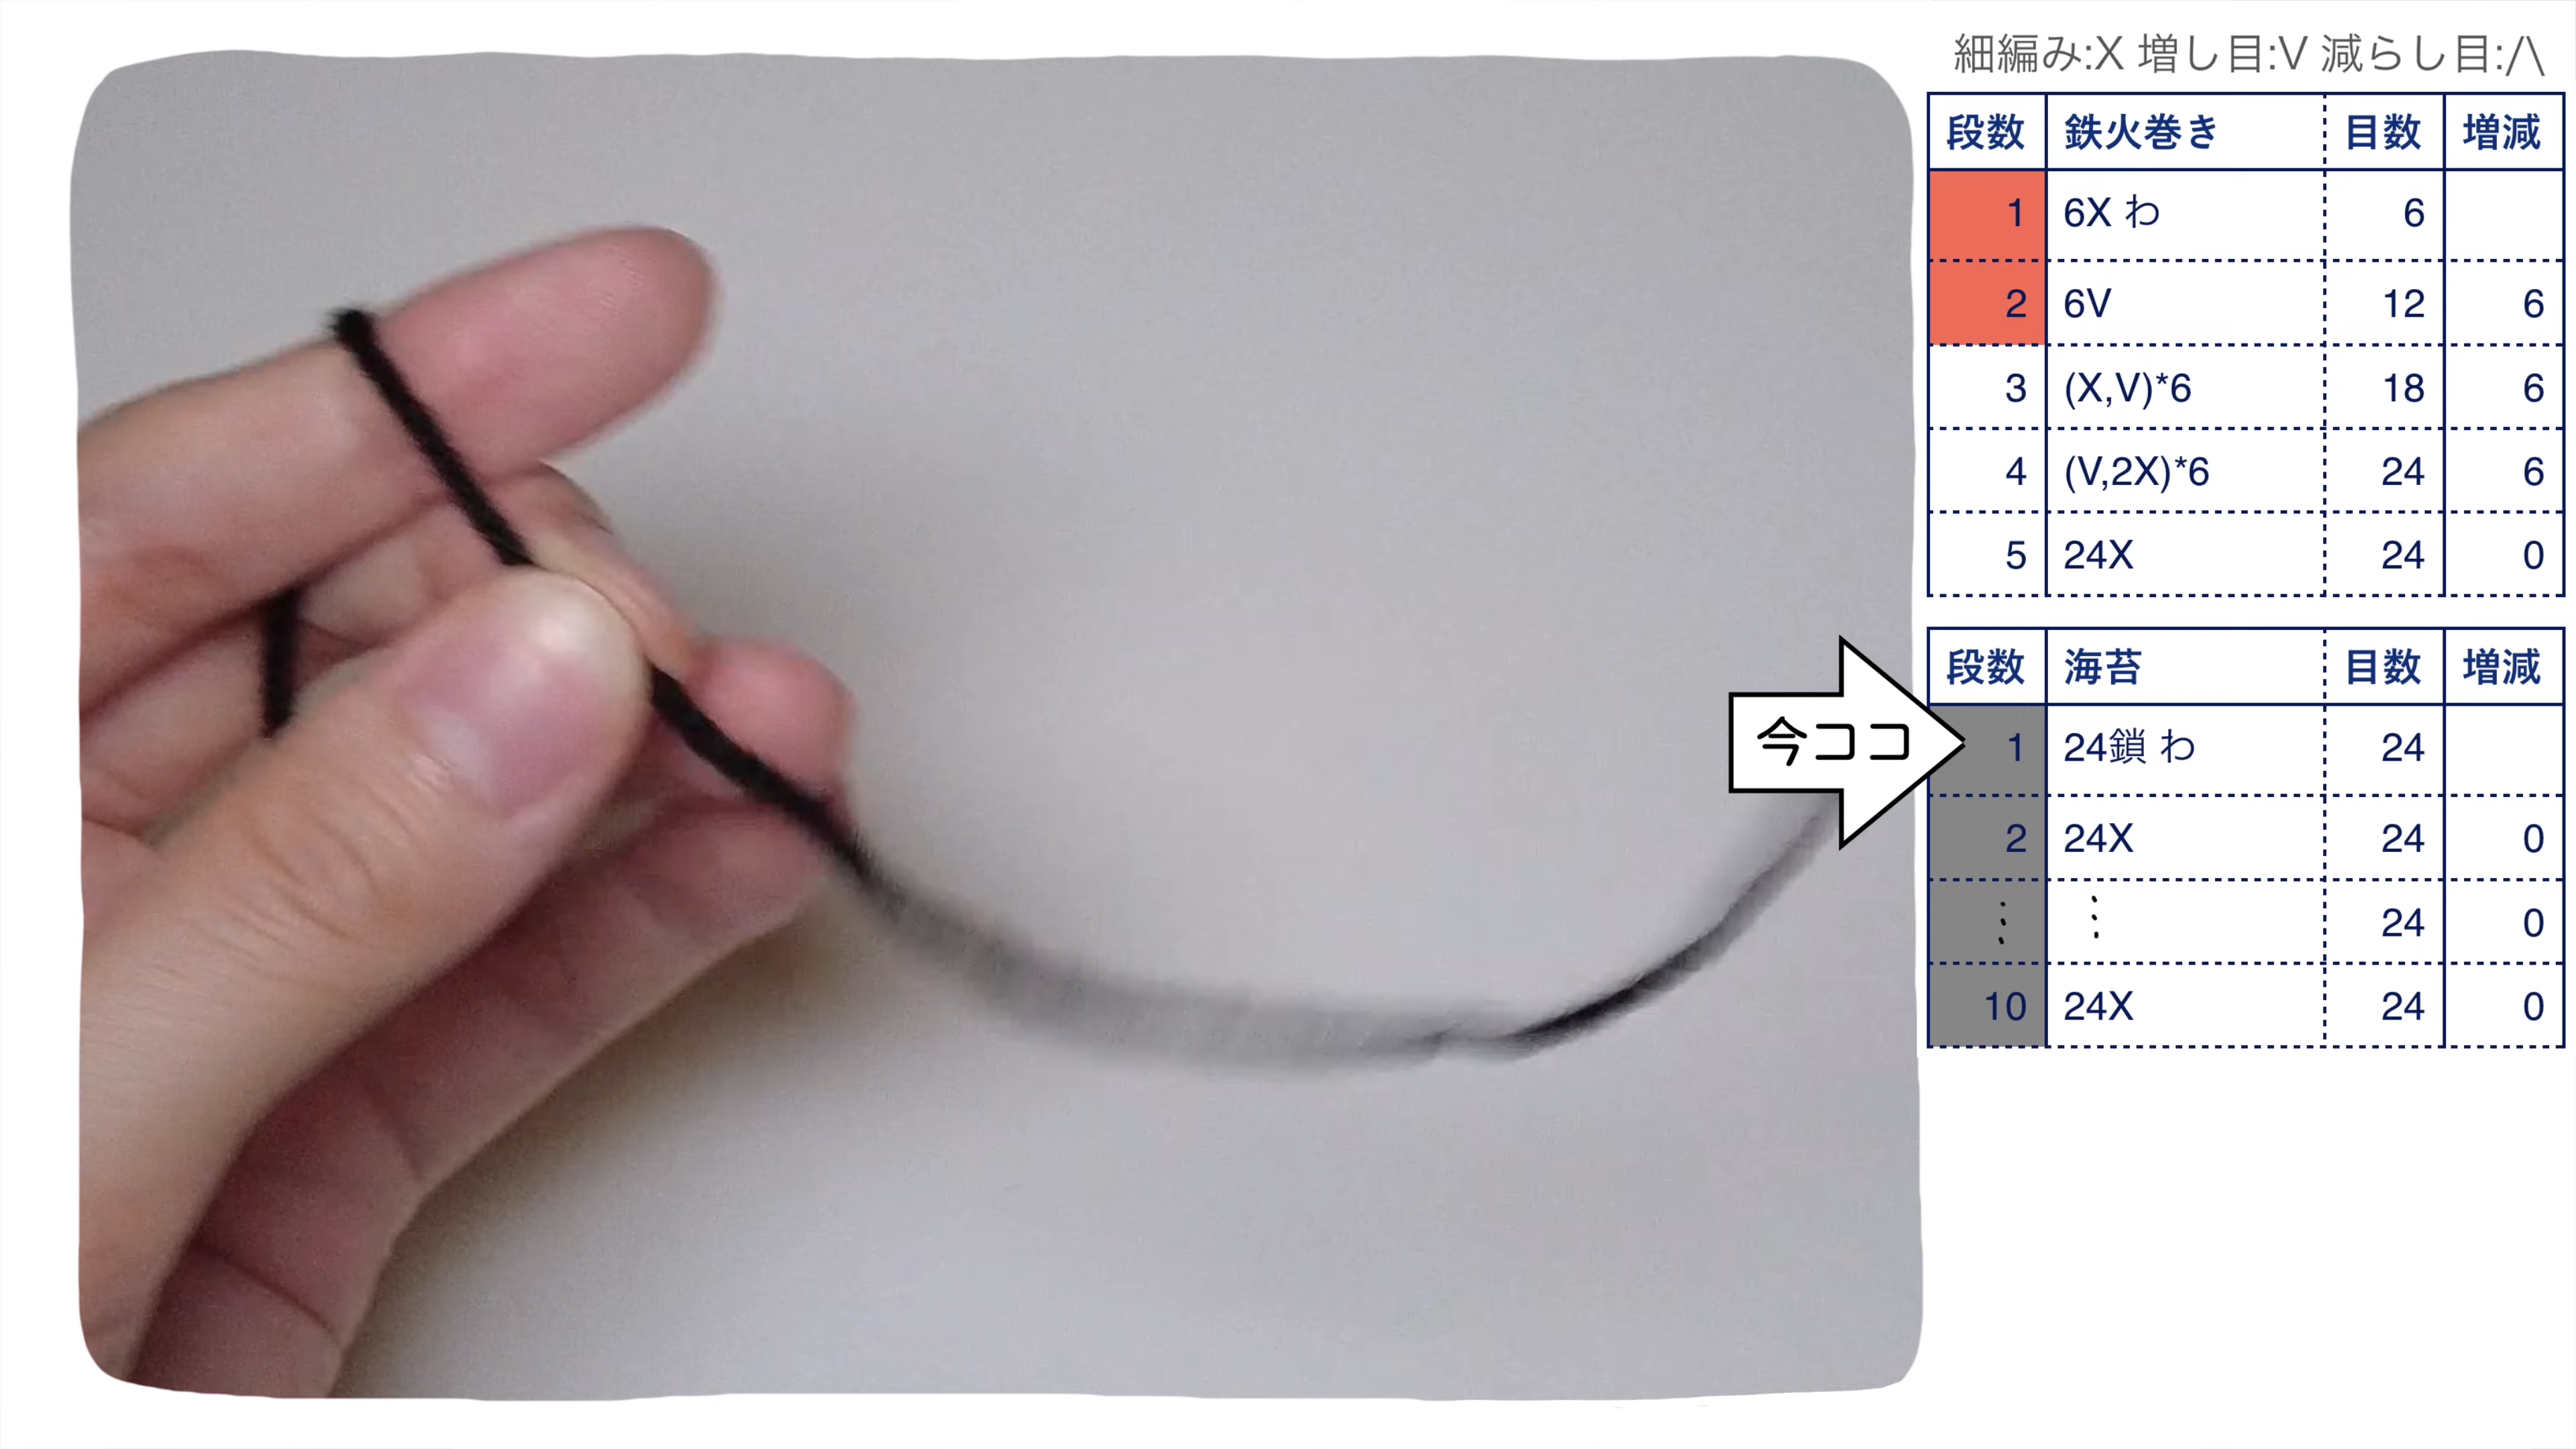 細編み:X 増し目:V 減らし目:/\
段数 鉄火巻き 目数 増減
1 6X わ 6
2 6V 12 6
3 (X,V)*6 18 6
4 (V,2X)*6 24 6
5 24X 24 0
段数 海苔 目数 増減
今ココ
1 24鎖 わ 24
2 24X 24 0
⋮ ⋮ 24 0
10 24X 24 0